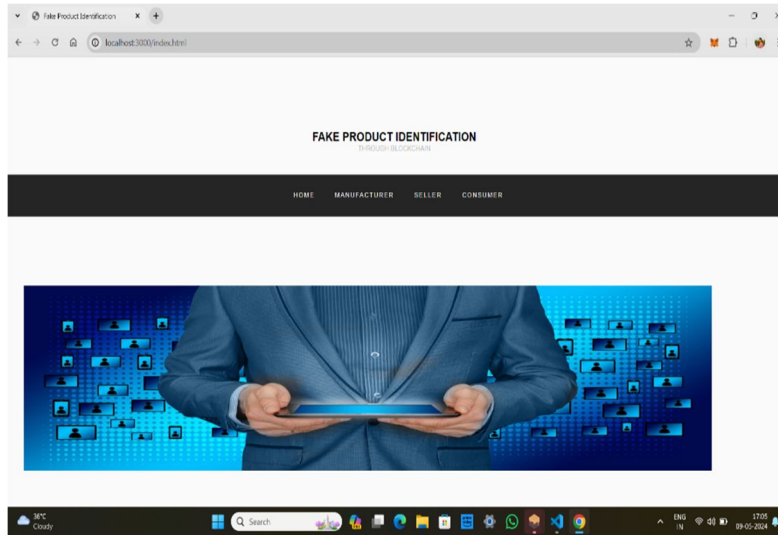 Fake Product Identification
localhost:3000/index.html
FAKE PRODUCT IDENTIFICATION
THROUGH BLOCKCHAIN
HOME MANUFACTURER SELLER CONSUMER
36°C
Cloudy
Search
ENG
IN
17:05
09-05-2024